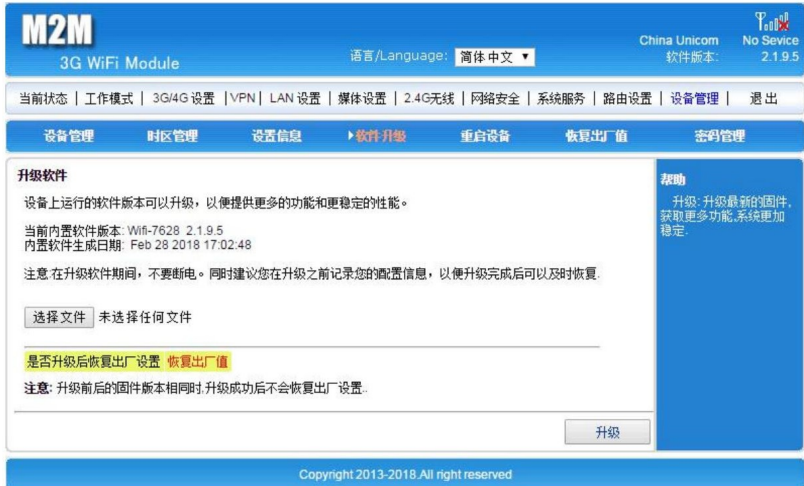 M2M
3G WiFi Module
语言/Language: 简体中文
China Unicom
No Sevice
软件版本: 2.1.9.5
当前状态 | 工作模式 | 3G/4G 设置 | VPN | LAN 设置 | 媒体设置 | 2.4G无线 | 网络安全 | 系统服务 | 路由设置 | 设备管理 | 退出
设备管理 时区管理 设置信息 软件升级 重启设备 恢复出厂值 密码管理
升级软件
设备上运行的软件版本可以升级，以便提供更多的功能和更稳定的性能。
当前内置软件版本: Wifi-7628 2.1.9.5
内置软件生成日期: Feb 28 2018 17:02:48
注意:在升级软件期间，不要断电。同时建议您在升级之前记录您的配置信息，以便升级完成后可以及时恢复.
选择文件 未选择任何文件
是否升级后恢复出厂设置 恢复出厂值
注意: 升级前后的固件版本相同时,升级成功后不会恢复出厂设置..
升级
帮助
升级: 升级最新的固件,
获取更多功能,系统更加
稳定.
Copyright 2013-2018.All right reserved